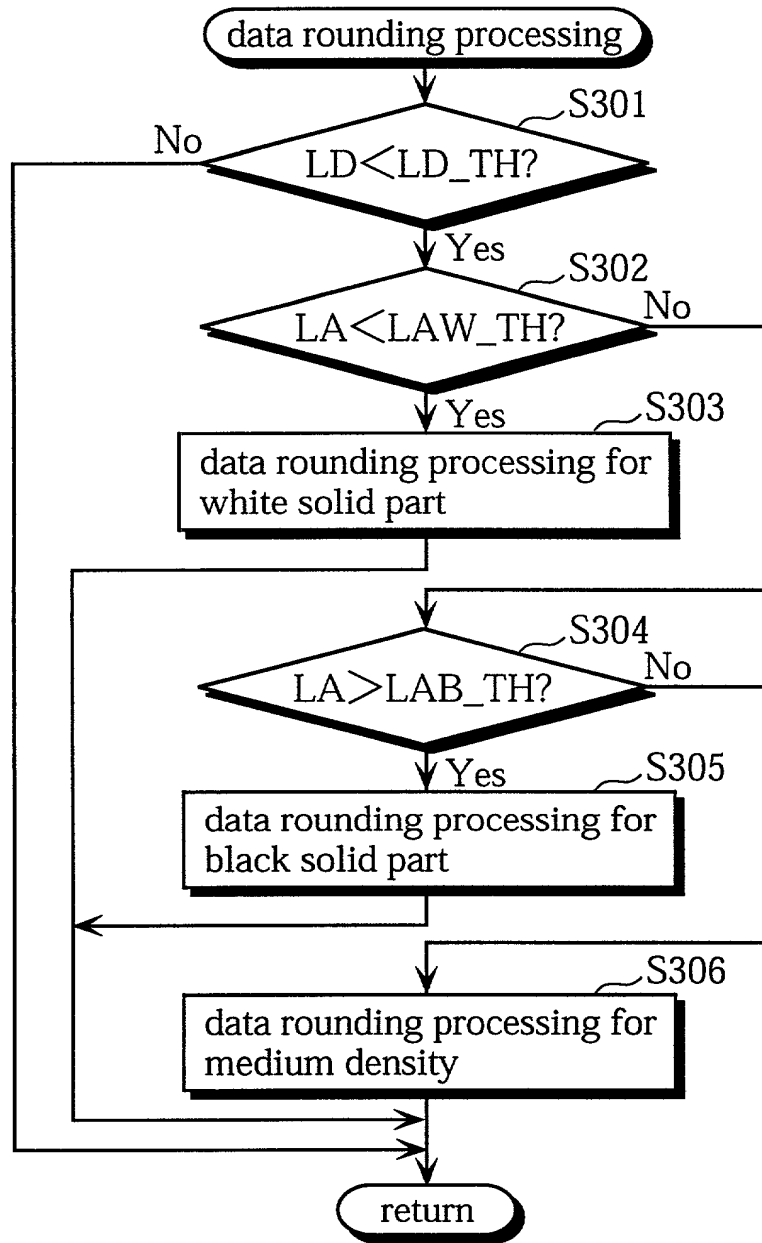 data rounding processing
S301
No
LD<LD_TH?
Yes
S302
No
LA<LAW_TH?
Yes
S303
data rounding processing for
white solid part
S304
No
LA>LAB_TH?
Yes
S305
data rounding processing for
black solid part
S306
data rounding processing for
medium density
return